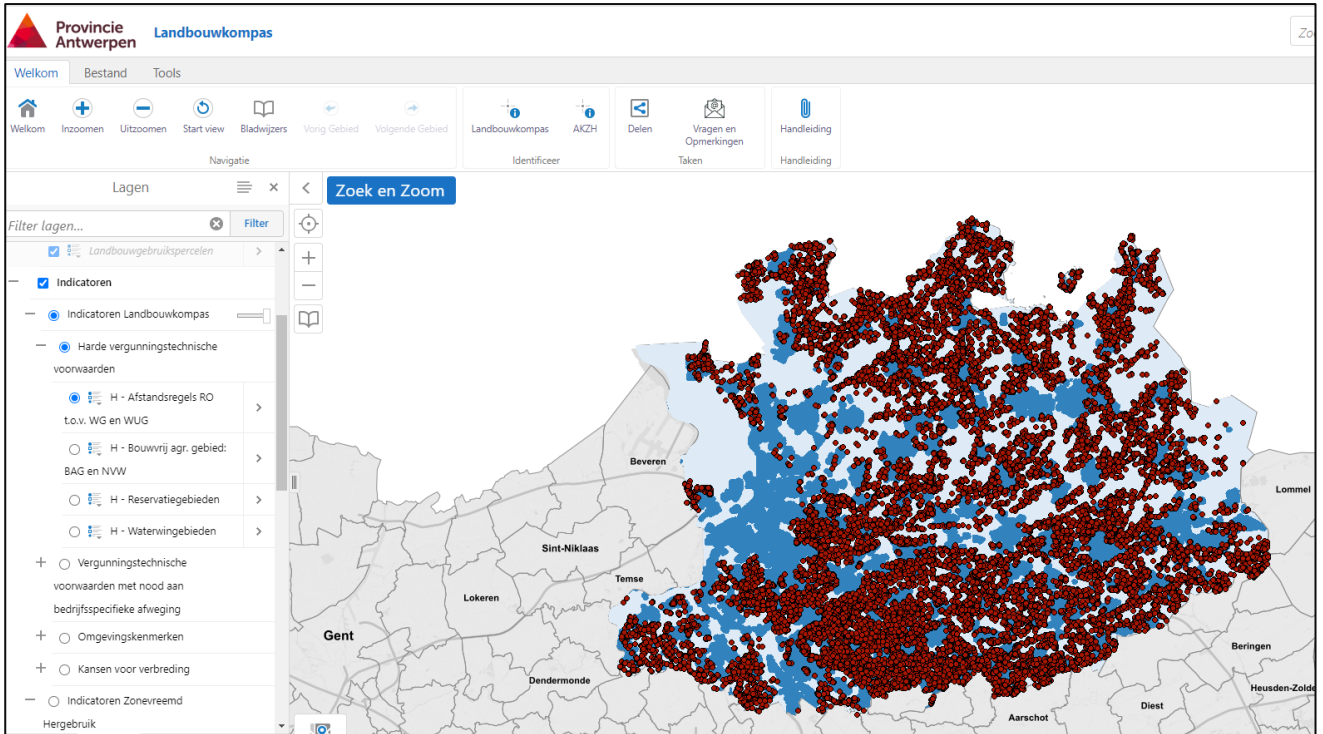 Provincie
Antwerpen
Landbouwkompas
Zo
Welkom Bestand Tools
Welkom Inzoomen Uitzoomen Start view Bladwijzers Vorig Gebied Volgende Gebied Landbouwkompas AKZH Delen Vragen en Opmerkingen Handleiding
Navigatie Identificeer Taken Handleiding
Lagen
Zoek en Zoom
Filter lagen... Filter
Landbouwgebruikspercelen
Indicatoren
Indicatoren Landbouwkompas
Harde vergunningstechnische
voorwaarden
H - Afstandsregels RO
t.o.v. WG en WUG
H - Bouwvrij agr. gebied:
BAG en NVW
H - Reservatiegebieden
H - Waterwingebieden
Vergunningstechnische
voorwaarden met nood aan
bedrijfsspecifieke afweging
Omgevingskenmerken
Kansen voor verbreding
Indicatoren Zonevreemd
Hergebruik
Beveren
Lommel
Sint-Niklaas
Temse
Lokeren
Gent
Beringen
Dendermonde
Heusden-Zolde
Diest
Aarschot